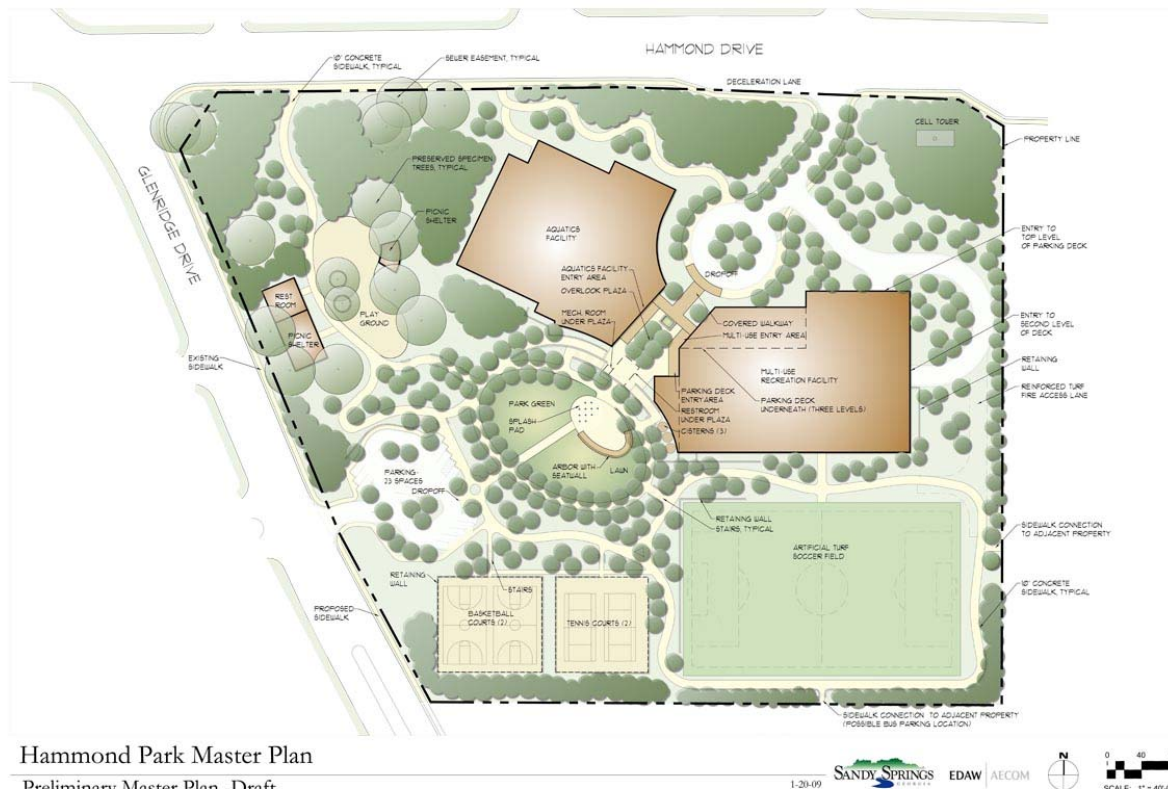 HAMMOND DRIVE
10' CONCRETE
SIDEWALK, TYPICAL
SEWER EASEMENT, TYPICAL
DECELERATION LANE
CELL TOWER
PROPERTY LINE
GLENRIDGE DRIVE
PRESERVED SPECIMEN
TREES, TYPICAL
PICNIC
SHELTER
AQUATICS
FACILITY
ENTRY TO
TOP LEVEL
OF PARKING DECK
AQUATICS FACILITY
ENTRY AREA
OVERLOOK PLAZA
DROPOFF
REST
ROOM
MECH. ROOM
UNDER PLAZA
PLAY
GROUND
COVERED WALKWAY
MULTI-USE ENTRY AREA
ENTRY TO
SECOND LEVEL
OF DECK
PICNIC
SHELTER
EXISTING
SIDEWALK
RETAINING
WALL
MULTI-USE
RECREATION FACILITY
REINFORCED TURF
FIRE ACCESS LANE
PARKING DECK
ENTRY AREA
PARKING DECK
UNDERNEATH (THREE LEVELS)
PARK GREEN
RESTROOM
UNDER PLAZA
SPLASH
PAD
CISTERNS (3)
ARBOR WITH
SEATWALL
LAWN
PARKING-
23 SPACES
DROPOFF
RETAINING WALL
STAIRS, TYPICAL
SIDEWALK CONNECTION
TO ADJACENT PROPERTY
ARTIFICIAL TURF
SOCCER FIELD
RETAINING
WALL
STAIRS
10' CONCRETE
SIDEWALK, TYPICAL
PROPOSED
SIDEWALK
BASKETBALL
COURTS (2)
TENNIS COURTS (2)
SIDEWALK CONNECTION TO ADJACENT PROPERTY
(POSSIBLE BUS PARKING LOCATION)
Hammond Park Master Plan
Preliminary Master Plan- Draft
1-20-09
SANDY SPRINGS
GEORGIA
EDAW | AECOM
N
0 40
SCALE: 1" = 40'